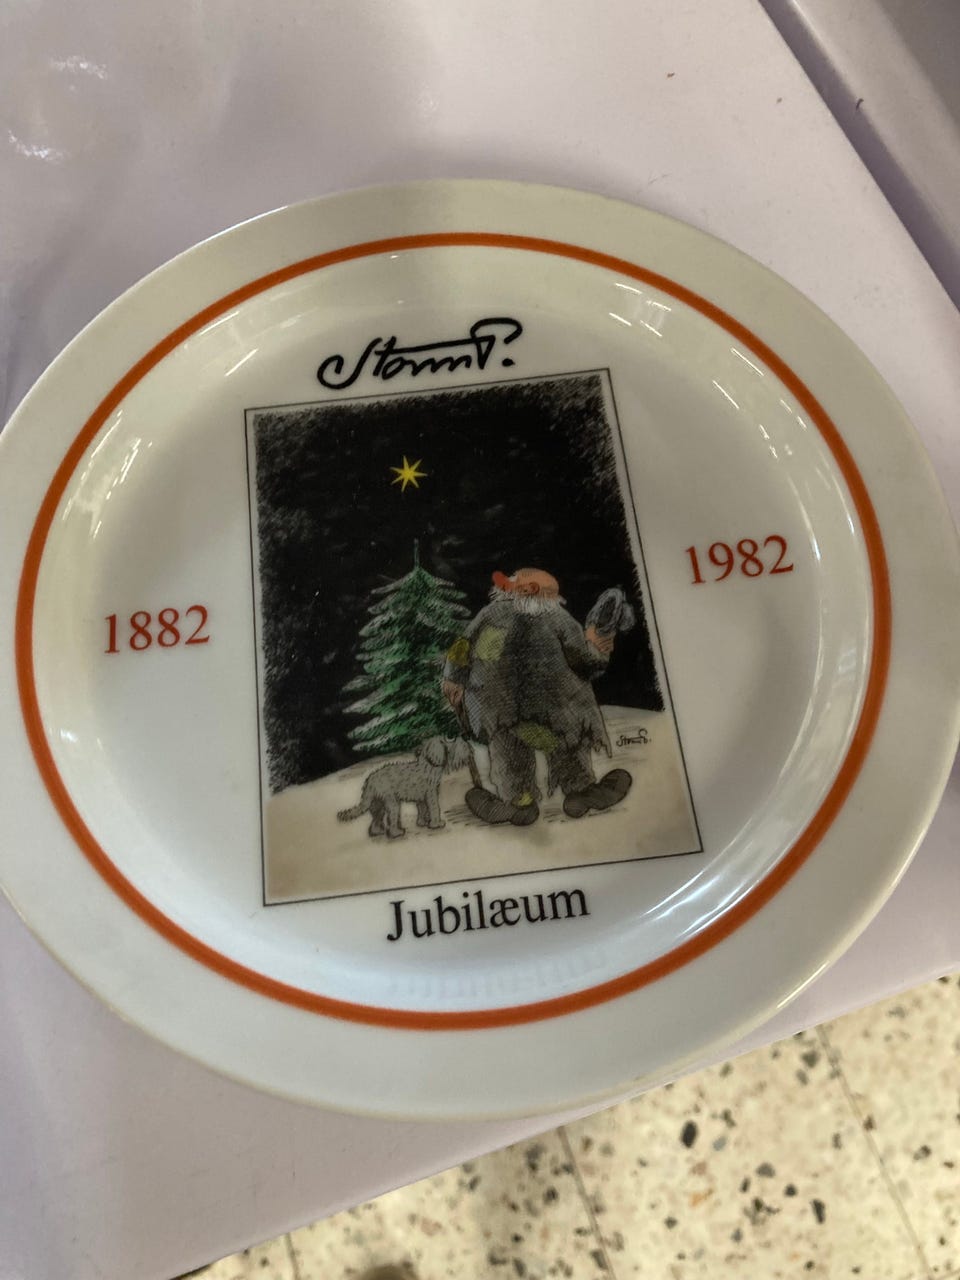 Storm P.
1882
1982
Storm P.
Jubilæum